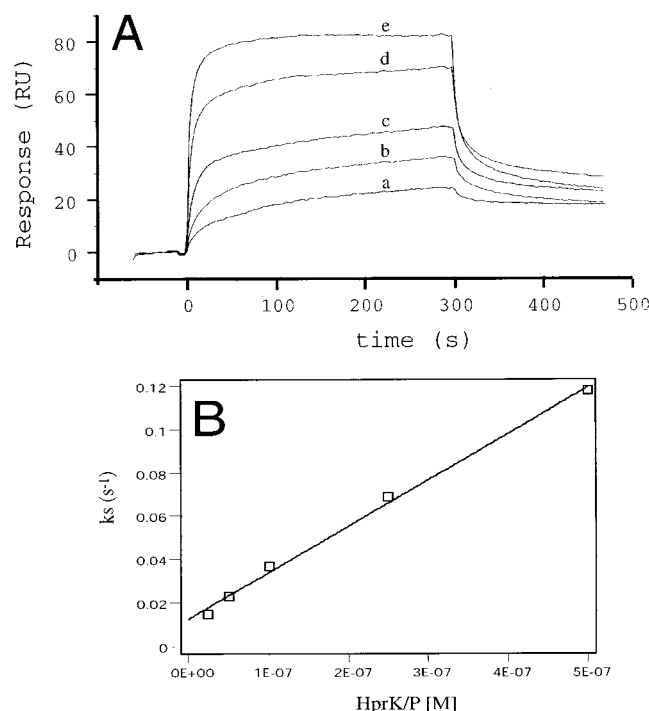 A
Response (RU)
80
60
40
20
0
e
d
c
b
a
0
100
200
300
400
500
time (s)
B
ks (s-1)
0.12
0.1
0.08
0.06
0.04
0.02
0
0E+00
1E-07
2E-07
3E-07
4E-07
5E-07
HprK/P [M]